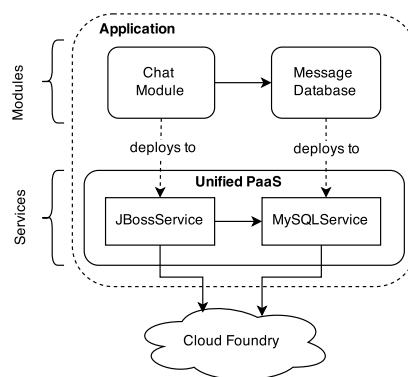 Application
Modules
Chat
Module
Message
Database
deploys to
deploys to
Services
Unified PaaS
JBossService
MySQLService
Cloud Foundry